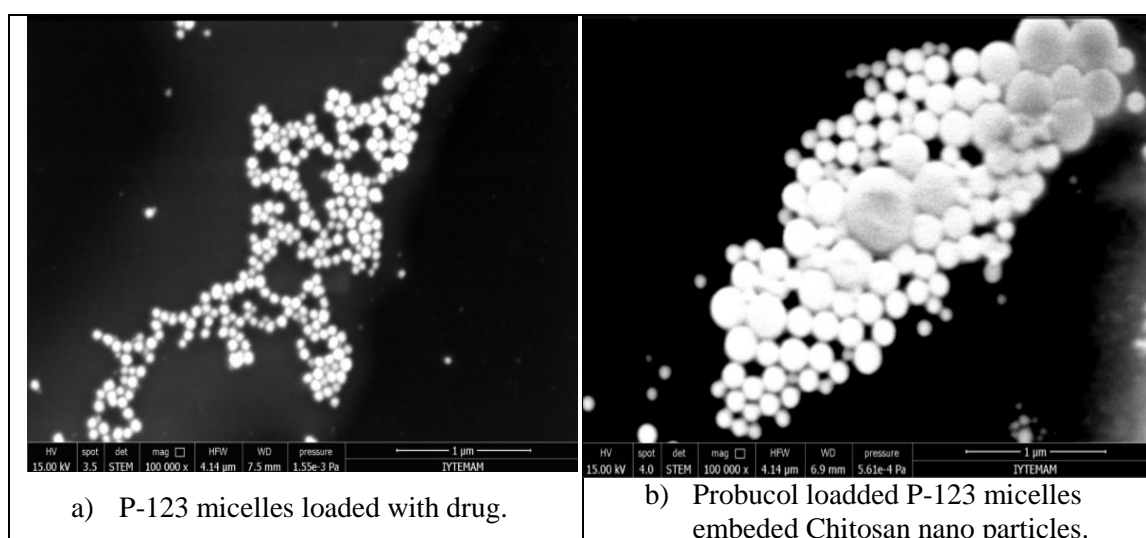 HV spot det mag □ HFW WD pressure 1 µm
15.00 kV 3.5 STEM 100 000 x 4.14 µm 7.5 mm 1.55e-3 Pa IYTEMAM
a) P-123 micelles loaded with drug.
HV spot det mag □ HFW WD pressure 1 µm
15.00 kV 4.0 STEM 100 000 x 4.14 µm 6.9 mm 5.61e-4 Pa IYTEMAM
b) Probucol loadded P-123 micelles
embeded Chitosan nano particles.